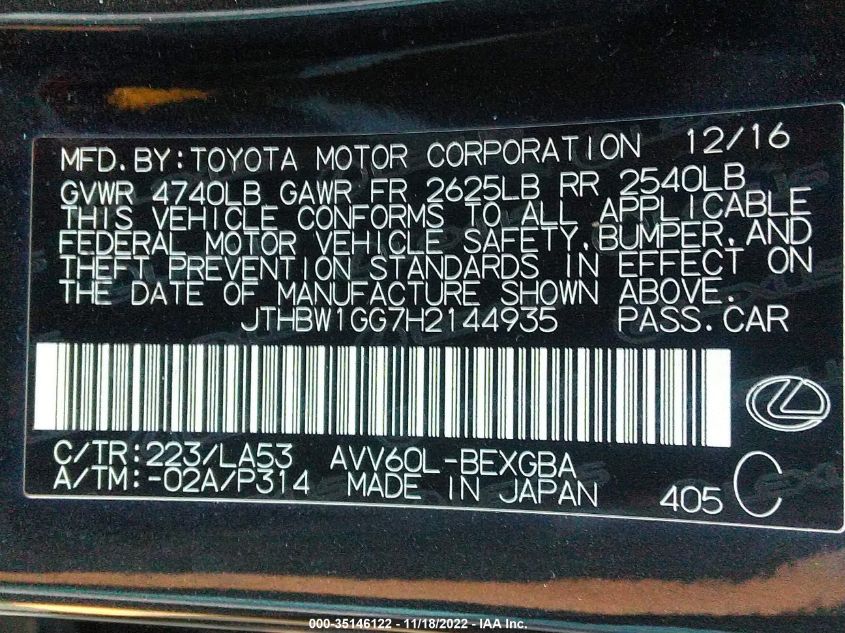 MFD.BY:TOYOTA MOTOR CORPORATION 12/16
GVWR 4740LB GAWR FR 2625LB RR 2540LB
THIS VEHICLE CONFORMS TO ALL APPLICABLE
FEDERAL MOTOR VEHICLE SAFETY,BUMPER,AND
THEFT PREVENTION STANDARDS IN EFFECT ON
THE DATE OF MANUFACTURE SHOWN ABOVE.
JTHBW1GG7H2144935 PASS.CAR
C/TR:223/LA53 AVV60L-BEXGBA
A/TM:-02A/P314 MADE IN JAPAN 405 C
000-35146122 - 11/18/2022 - IAA Inc.